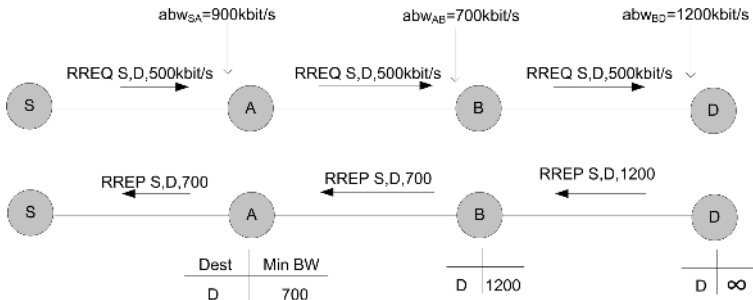 abw_SA=900kbit/s abw_AB=700kbit/s abw_BD=1200kbit/s
RREQ S,D,500kbit/s RREQ S,D,500kbit/s RREQ S,D,500kbit/s
S A B D
RREP S,D,700 RREP S,D,700 RREP S,D,1200
S A B D
Dest Min BW
D 700 D 1200 D ∞